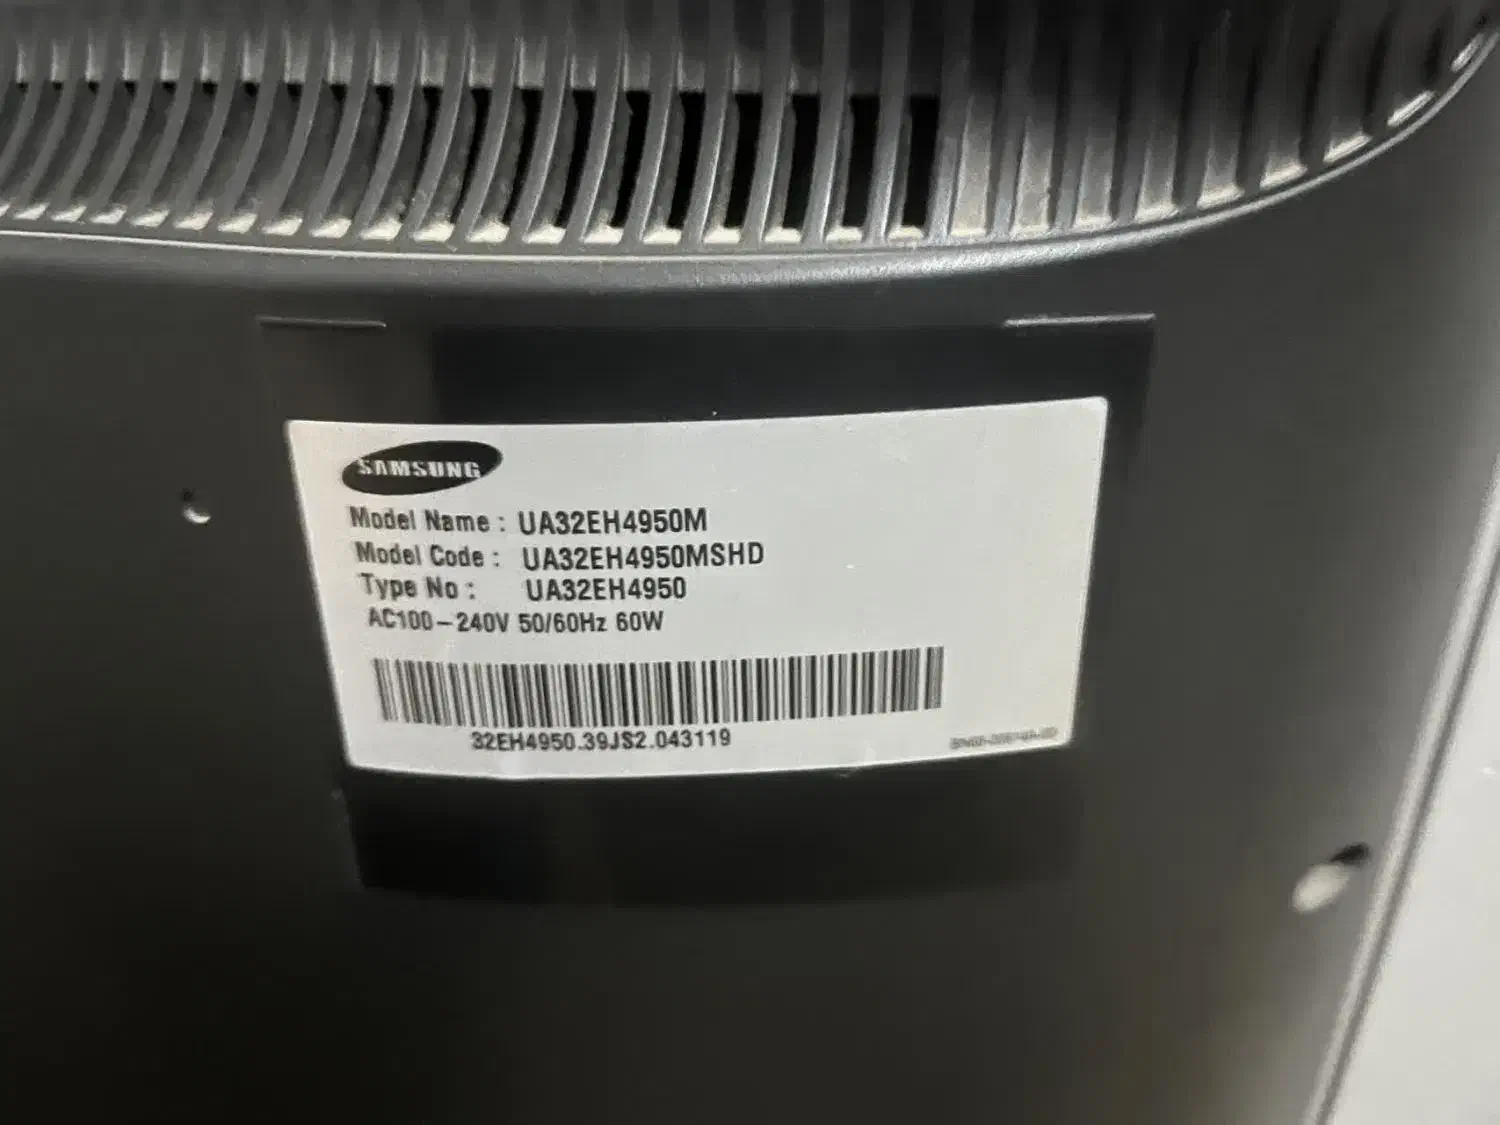 SAMSUNG
Model Name : UA32EH4950M
Model Code : UA32EH4950MSHD
Type No : UA32EH4950
AC100-240V 50/60Hz 60W
32EH4950.39JS2.043119